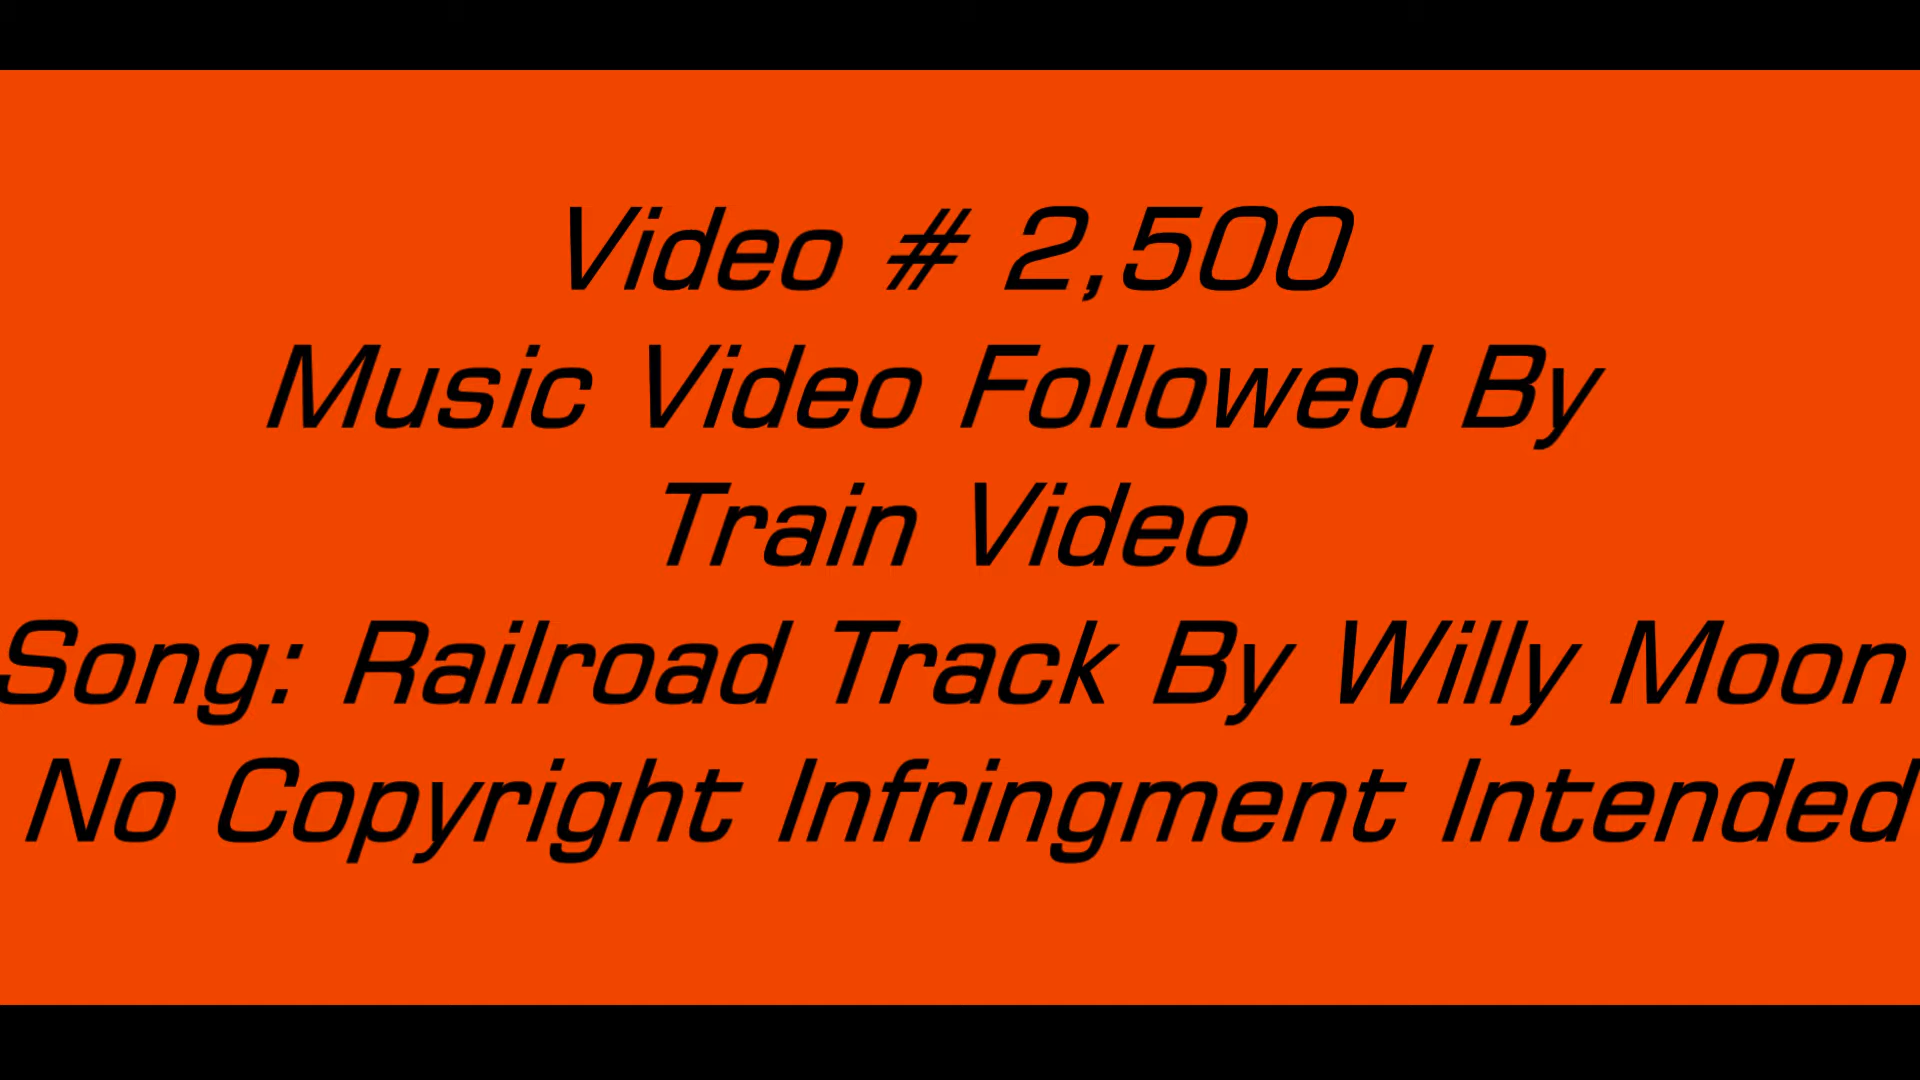 Video # 2,500
Music Video Followed By
Train Video
Song: Railroad Track By Willy Moon
No Copyright Infringment Intended